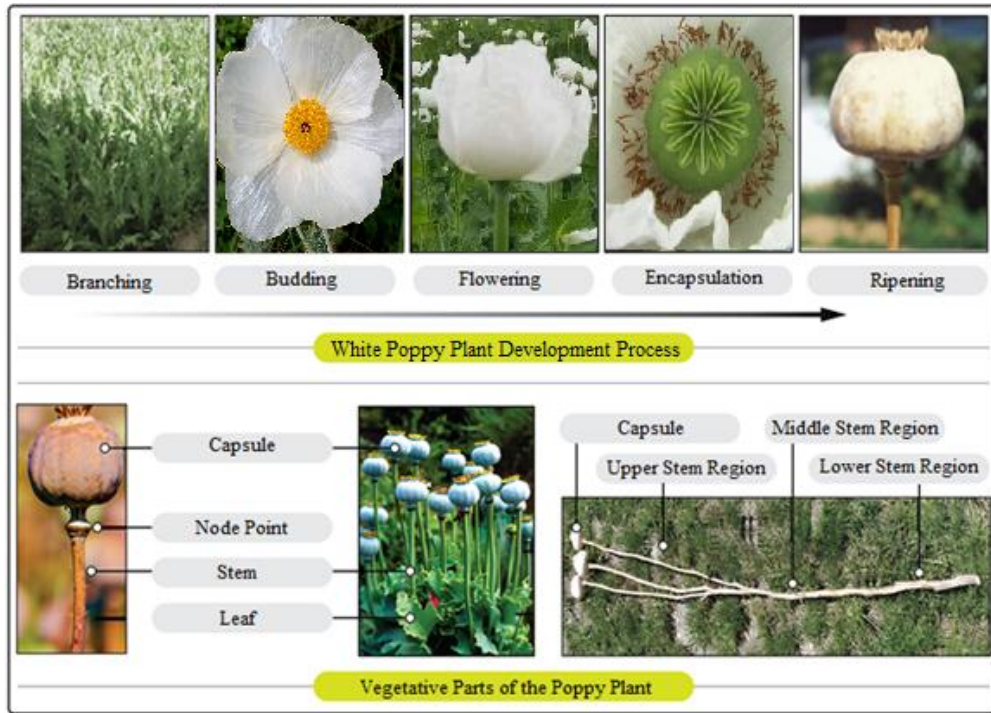 Branching
Budding
Flowering
Encapsulation
Ripening
White Poppy Plant Development Process
Capsule
Node Point
Stem
Leaf
Capsule
Middle Stem Region
Upper Stem Region
Lower Stem Region
Vegetative Parts of the Poppy Plant